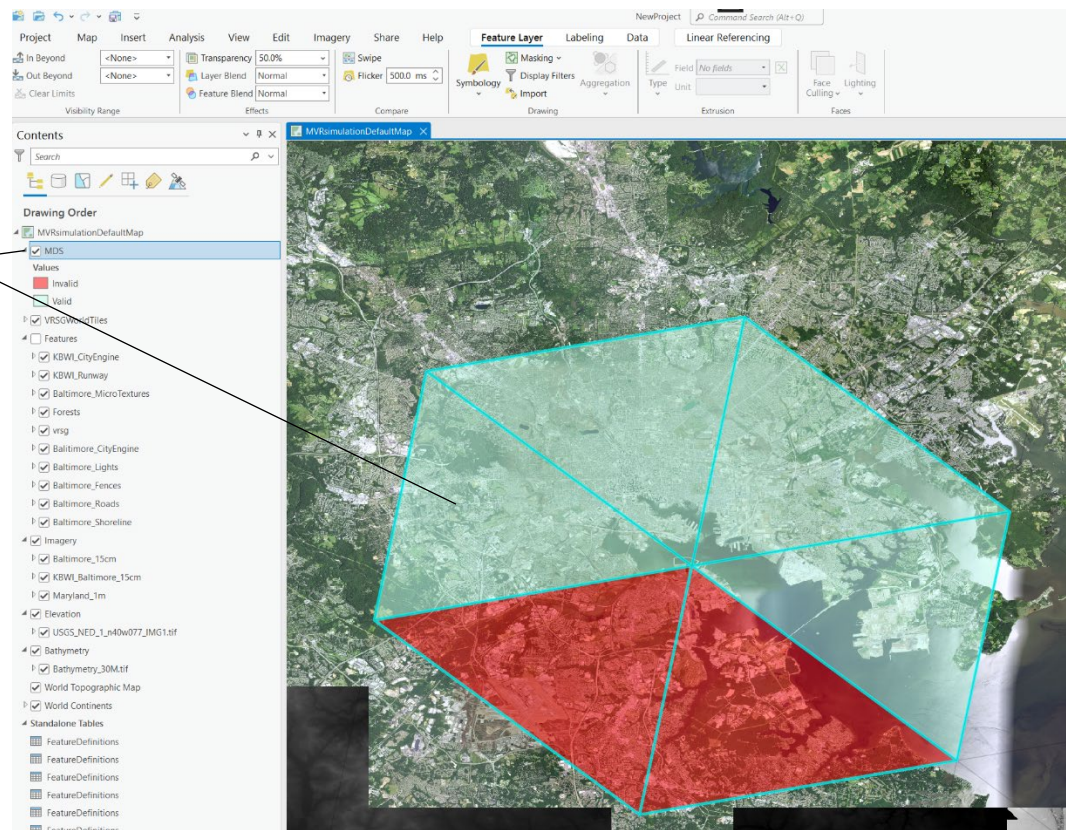 NewProject
Command Search (Alt+Q)
Project Map Insert Analysis View Edit Imagery Share Help Feature Layer Labeling Data Linear Referencing
In Beyond <None> Transparency 50.0% Swipe Masking Field No fields
Out Beyond <None> Layer Blend Normal Flicker 500.0 ms Symbology Display Filters Aggregation Type Unit Face Culling Lighting
Clear Limits Feature Blend Normal Import
Visibility Range Effects Compare Drawing Extrusion Faces
Contents
MVRsimulationDefaultMap
Search
Drawing Order
MVRsimulationDefaultMap
MDS
Values
Invalid
Valid
VRSGWorldTiles
Features
KBWI_CityEngine
KBWI_Runway
Baltimore_MicroTextures
Forests
vrsg
Balitimore_CityEngine
Baltimore_Lights
Baltimore_Fences
Baltimore_Roads
Baltimore_Shoreline
Imagery
Baltimore_15cm
KBWI_Baltimore_15cm
Maryland_1m
Elevation
USGS_NED_1_n40w077_IMG1.tif
Bathymetry
Bathymetry_30M.tif
World Topographic Map
World Continents
Standalone Tables
FeatureDefinitions
FeatureDefinitions
FeatureDefinitions
FeatureDefinitions
FeatureDefinitions
FeatureDefinitions